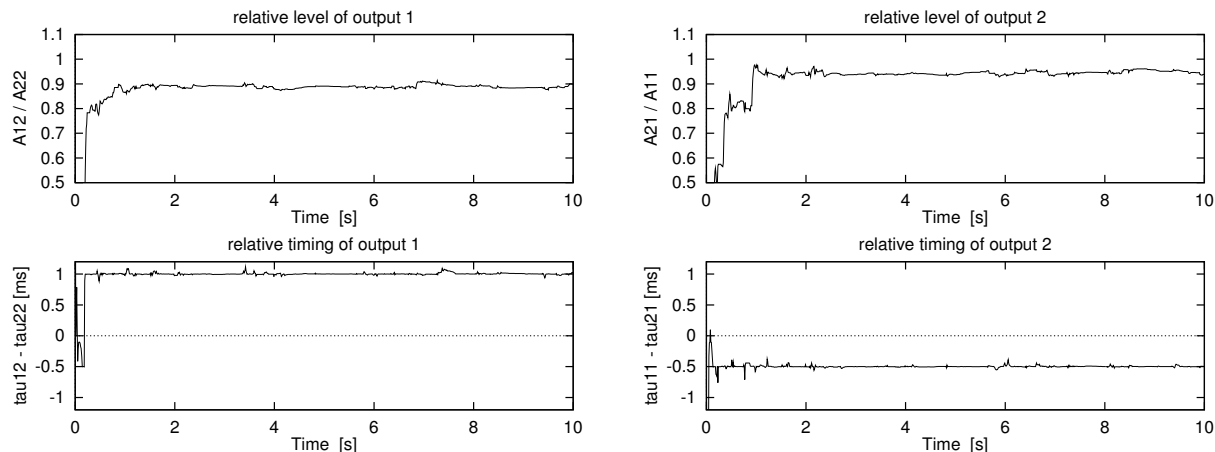 relative level of output 1
A12 / A22
1.1
1
0.9
0.8
0.7
0.6
0.5
0 2 4 6 8 10
Time [s]
relative level of output 2
A21 / A11
1.1
1
0.9
0.8
0.7
0.6
0.5
0 2 4 6 8 10
Time [s]
relative timing of output 1
tau12 - tau22 [ms]
1
0.5
0
-0.5
-1
0 2 4 6 8 10
Time [s]
relative timing of output 2
tau11 - tau21 [ms]
1
0.5
0
-0.5
-1
0 2 4 6 8 10
Time [s]